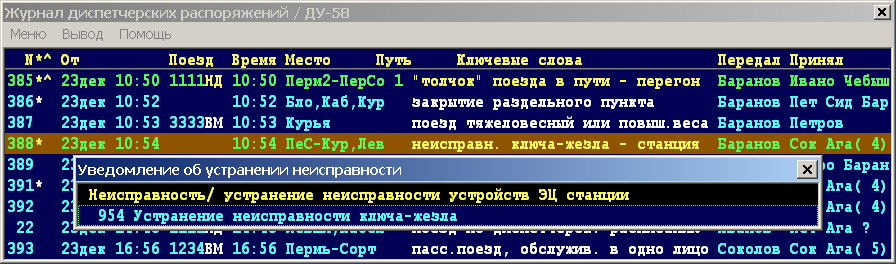 Журнал диспетчерских распоряжений / ДУ-58
Меню Вывод Помощь
N*^ От Поезд Время Место Путь Ключевые слова Передал Принял
385*^ 23дек 10:50 1111НД 10:50 Перм2-ПерСо 1 "толчок" поезда в пути - перегон Баранов Ивано Чебыш
386* 23дек 10:52 10:52 Бло,Каб,Кур закрытие раздельного пункта Баранов Пет Сид Бар
387 23дек 10:53 3333ВМ 10:53 Курья поезд тяжеловесный или повыш.веса Баранов Петров
388* 23дек 10:54 10:54 ПеС-Кур,Лев неисправн. ключа-жезла - станция Баранов Сок Ага( 4)
389 Баран
Уведомление об устранении неисправности
391* Ага( 4)
Неисправность/ устранение неисправности устройств ЭЦ станции
392 Ага( 4)
954 Устранение неисправности ключа-жезла
22 Ага ?
393 23дек 16:56 1234ВМ 16:56 Пермь-Сорт пасс.поезд, обслужив. в одно лицо Соколов Сок Ага( 5)